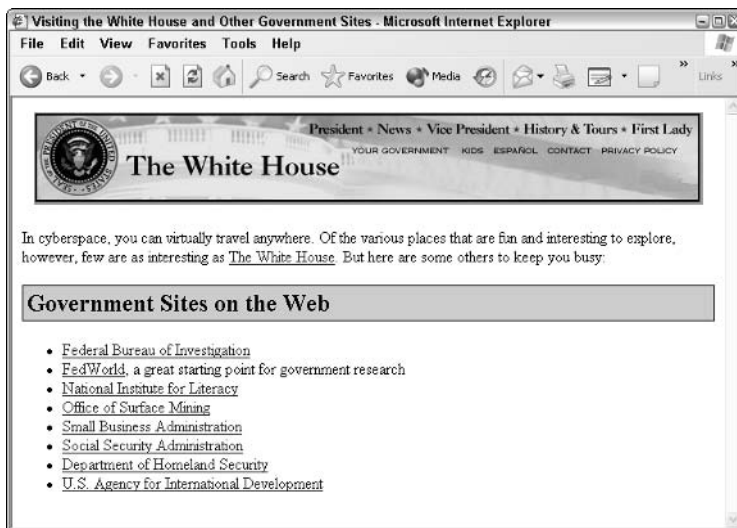 Visiting the White House and Other Government Sites - Microsoft Internet Explorer
File Edit View Favorites Tools Help
Back Search Favorites Media » Links »
President * News * Vice President * History & Tours * First Lady
YOUR GOVERNMENT KIDS ESPAÑOL CONTACT PRIVACY POLICY
The White House
In cyberspace, you can virtually travel anywhere. Of the various places that are fun and interesting to explore,
however, few are as interesting as The White House. But here are some others to keep you busy:
Government Sites on the Web
• Federal Bureau of Investigation
• FedWorld, a great starting point for government research
• National Institute for Literacy
• Office of Surface Mining
• Small Business Administration
• Social Security Administration
• Department of Homeland Security
• U.S. Agency for International Development